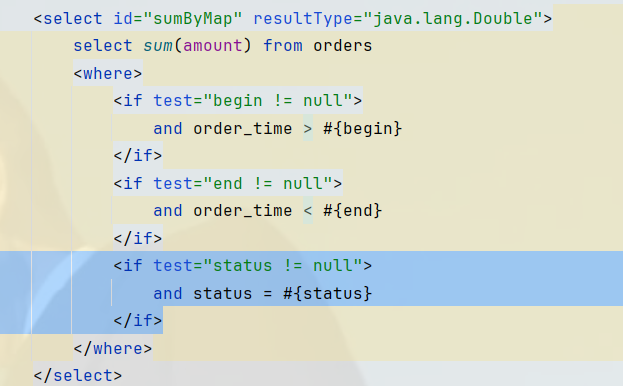 <select id="sumByMap" resultType="java.lang.Double">
    select sum(amount) from orders
    <where>
        <if test="begin != null">
            and order_time > #{begin}
        </if>
        <if test="end != null">
            and order_time < #{end}
        </if>
        <if test="status != null">
            and status = #{status}
        </if>
    </where>
</select>